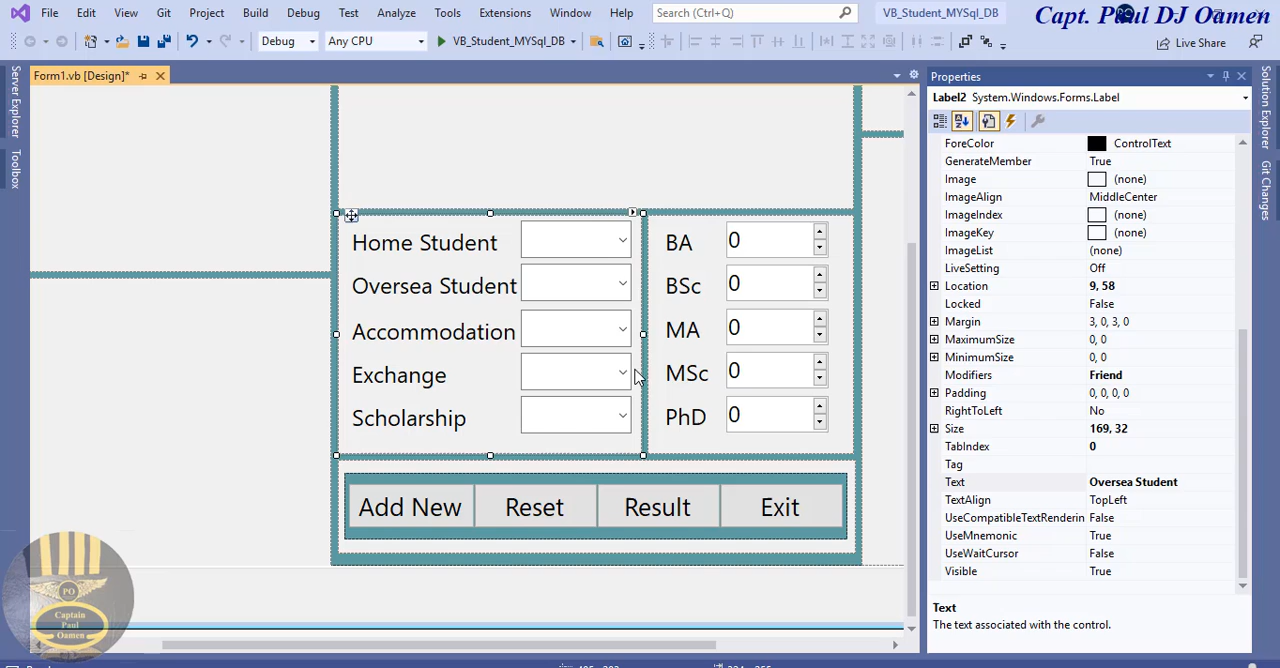 File Edit View Git Project Build Debug Test Analyze Tools Extensions Window Help Search (Ctrl+Q) VB_Student_MYSql_DB
Capt. Paul DJ Oamen
Debug Any CPU VB_Student_MYSql_DB Live Share
Form1.vb [Design]*
Server Explorer
Toolbox
Home Student
Oversea Student
Accommodation
Exchange
Scholarship
BA 0
BSc 0
MA 0
MSc 0
PhD 0
Add New Reset Result Exit
PO
Captain
Paul
Oamen
Properties
Label2 System.Windows.Forms.Label
ForeColor ControlText
GenerateMember True
Image (none)
ImageAlign MiddleCenter
ImageIndex (none)
ImageKey (none)
ImageList (none)
LiveSetting Off
Location 9, 58
Locked False
Margin 3, 0, 3, 0
MaximumSize 0, 0
MinimumSize 0, 0
Modifiers Friend
Padding 0, 0, 0, 0
RightToLeft No
Size 169, 32
TabIndex 0
Tag
Text Oversea Student
TextAlign TopLeft
UseCompatibleTextRenderin False
UseMnemonic True
UseWaitCursor False
Visible True
Text
The text associated with the control.
Solution Explorer
Git Changes